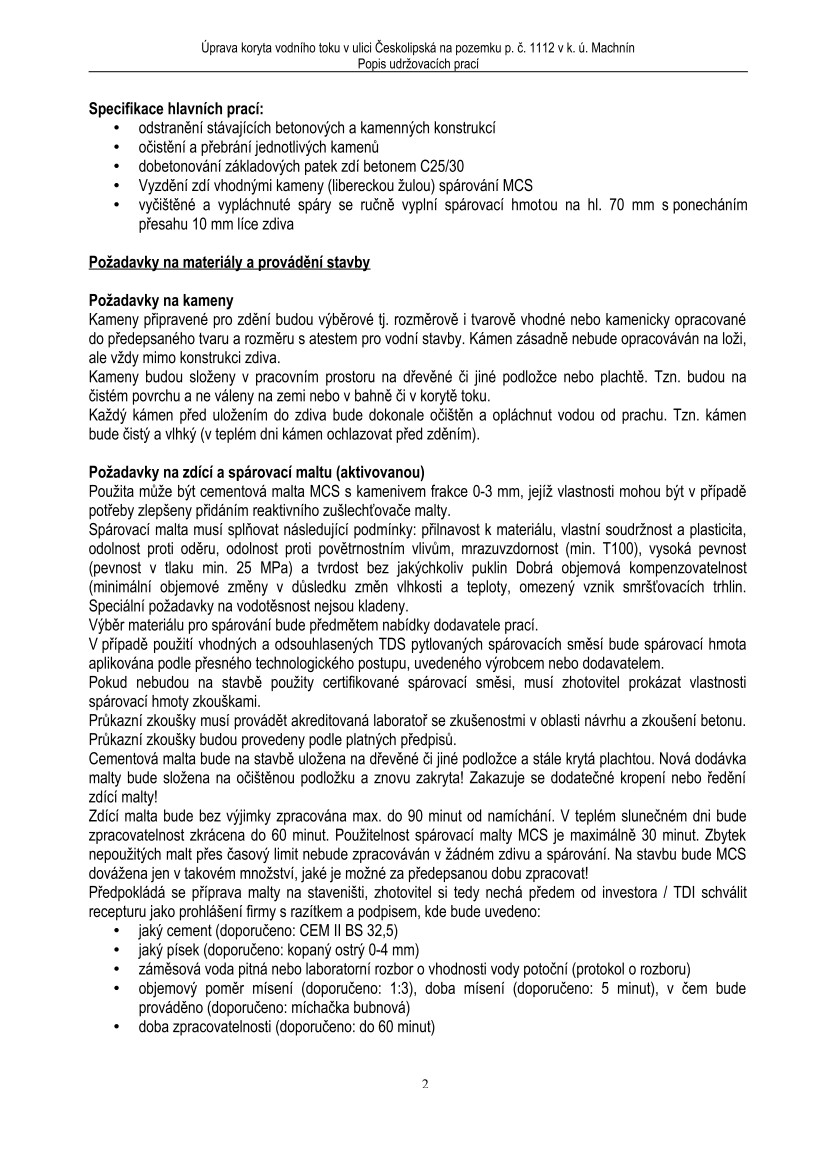 Úprava koryta vodního toku v ulici Českolipská na pozemku p. č. 1112 v k. ú. Machnín
Popis udržovacích prací
Specifikace hlavních prací:
• odstranění stávajících betonových a kamenných konstrukcí
• očistění a přebrání jednotlivých kamenů
• dobetonování základových patek zdí betonem C25/30
• Vyzdění zdí vhodnými kameny (libereckou žulou) spárování MCS
• vyčištěné a vypláchnuté spáry se ručně vyplní spárovací hmotou na hl. 70 mm s ponecháním
přesahu 10 mm líce zdiva
Požadavky na materiály a provádění stavby
Požadavky na kameny
Kameny připravené pro zdění budou výběrové tj. rozměrově i tvarově vhodné nebo kamenicky opracované
do předepsaného tvaru a rozměru s atestem pro vodní stavby. Kámen zásadně nebude opracováván na loži,
ale vždy mimo konstrukci zdiva.
Kameny budou složeny v pracovním prostoru na dřevěné či jiné podložce nebo plachtě. Tzn. budou na
čistém povrchu a ne váleny na zemi nebo v bahně či v korytě toku.
Každý kámen před uložením do zdiva bude dokonale očištěn a opláchnut vodou od prachu. Tzn. kámen
bude čistý a vlhký (v teplém dni kámen ochlazovat před zděním).
Požadavky na zdící a spárovací maltu (aktivovanou)
Použita může být cementová malta MCS s kamenivem frakce 0-3 mm, jejíž vlastnosti mohou být v případě
potřeby zlepšeny přidáním reaktivního zušlechťovače malty.
Spárovací malta musí splňovat následující podmínky: přilnavost k materiálu, vlastní soudržnost a plasticita,
odolnost proti oděru, odolnost proti povětrnostním vlivům, mrazuvzdornost (min. T100), vysoká pevnost
(pevnost v tlaku min. 25 MPa) a tvrdost bez jakýchkoliv puklin Dobrá objemová kompenzovatelnost
(minimální objemové změny v důsledku změn vlhkosti a teploty, omezený vznik smršťovacích trhlin.
Speciální požadavky na vodotěsnost nejsou kladeny.
Výběr materiálu pro spárování bude předmětem nabídky dodavatele prací.
V případě použití vhodných a odsouhlasených TDS pytlovaných spárovacích směsí bude spárovací hmota
aplikována podle přesného technologického postupu, uvedeného výrobcem nebo dodavatelem.
Pokud nebudou na stavbě použity certifikované spárovací směsi, musí zhotovitel prokázat vlastnosti
spárovací hmoty zkouškami.
Průkazní zkoušky musí provádět akreditovaná laboratoř se zkušenostmi v oblasti návrhu a zkoušení betonu.
Průkazní zkoušky budou provedeny podle platných předpisů.
Cementová malta bude na stavbě uložena na dřevěné či jiné podložce a stále krytá plachtou. Nová dodávka
malty bude složena na očištěnou podložku a znovu zakryta! Zakazuje se dodatečné kropení nebo ředění
zdící malty!
Zdící malta bude bez výjimky zpracována max. do 90 minut od namíchání. V teplém slunečném dni bude
zpracovatelnost zkrácena do 60 minut. Použitelnost spárovací malty MCS je maximálně 30 minut. Zbytek
nepoužitých malt přes časový limit nebude zpracováván v žádném zdivu a spárování. Na stavbu bude MCS
dovážena jen v takovém množství, jaké je možné za předepsanou dobu zpracovat!
Předpokládá se příprava malty na staveništi, zhotovitel si tedy nechá předem od investora / TDI schválit
recepturu jako prohlášení firmy s razítkem a podpisem, kde bude uvedeno:
• jaký cement (doporučeno: CEM II BS 32,5)
• jaký písek (doporučeno: kopaný ostrý 0-4 mm)
• záměsová voda pitná nebo laboratorní rozbor o vhodnosti vody potoční (protokol o rozboru)
• objemový poměr mísení (doporučeno: 1:3), doba mísení (doporučeno: 5 minut), v čem bude
prováděno (doporučeno: míchačka bubnová)
• doba zpracovatelnosti (doporučeno: do 60 minut)
2